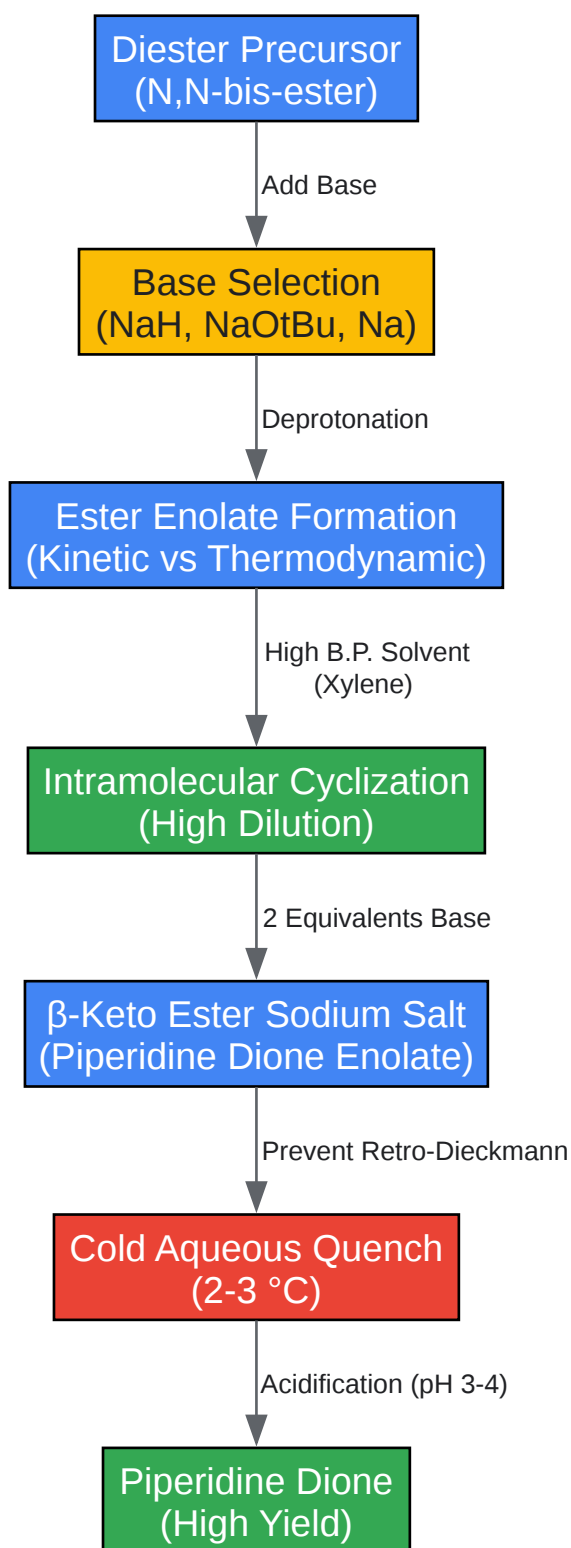 Diester Precursor
(N,N-bis-ester)
Add Base
Base Selection
(NaH, NaOtBu, Na)
Deprotonation
Ester Enolate Formation
(Kinetic vs Thermodynamic)
High B.P. Solvent
(Xylene)
Intramolecular Cyclization
(High Dilution)
2 Equivalents Base
β-Keto Ester Sodium Salt
(Piperidine Dione Enolate)
Prevent Retro-Dieckmann
Cold Aqueous Quench
(2-3 °C)
Acidification (pH 3-4)
Piperidine Dione
(High Yield)